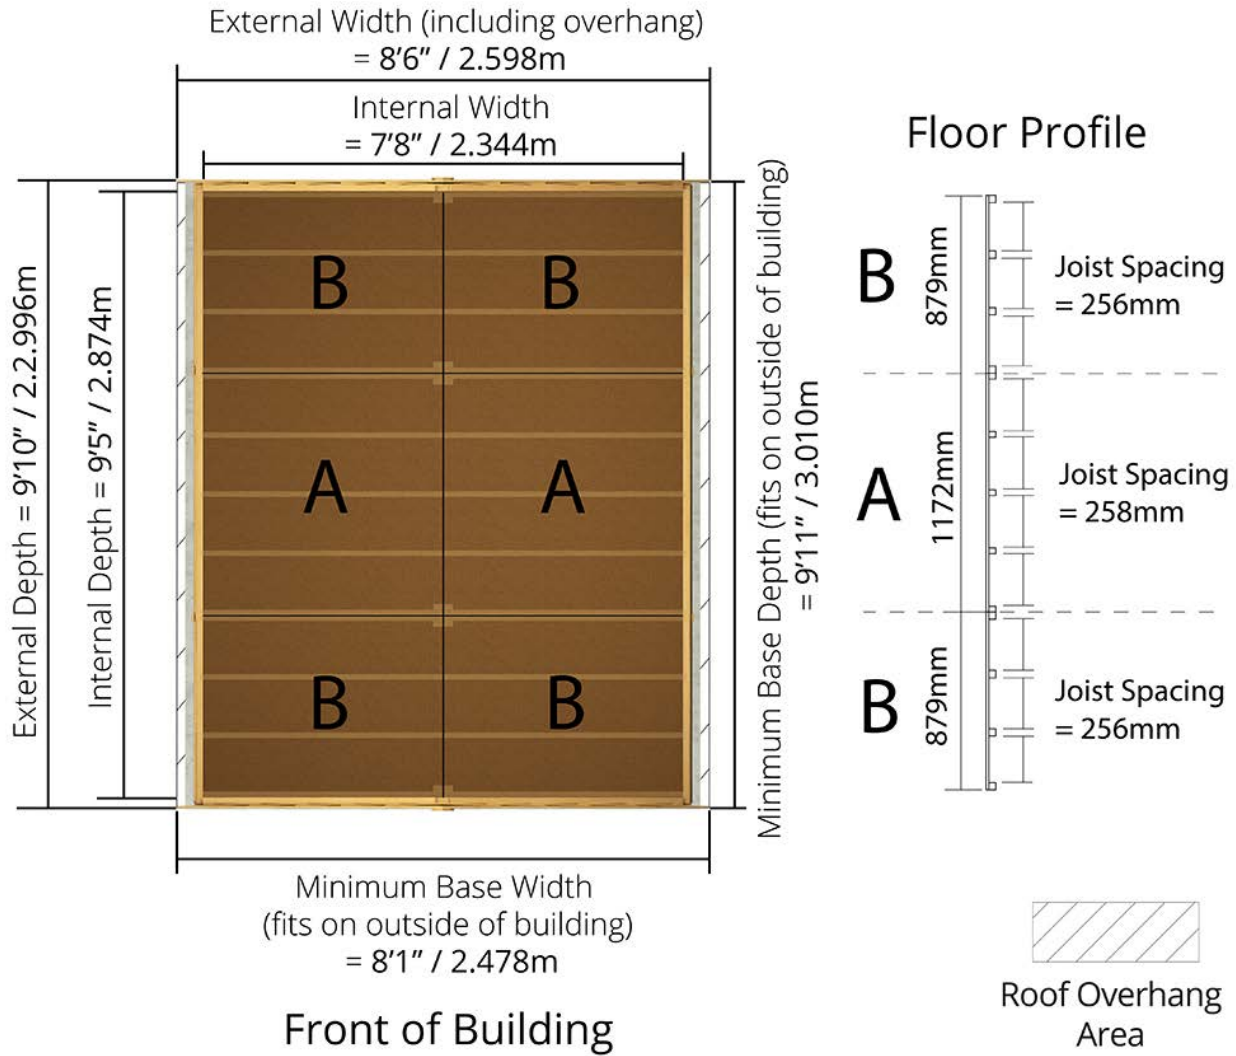 External Width (including overhang)
= 8’6” / 2.598m
Internal Width
= 7’8” / 2.344m
External Depth = 9’10” / 2.2.996m
Internal Depth = 9’5” / 2.874m
B B
A A
B B
Minimum Base Depth (fits on outside of building)
= 9’11” / 3.010m
Minimum Base Width
(fits on outside of building)
= 8’1” / 2.478m
Front of Building
Floor Profile
B
879mm
Joist Spacing
= 256mm
A
1172mm
Joist Spacing
= 258mm
B
879mm
Joist Spacing
= 256mm
Roof Overhang
Area